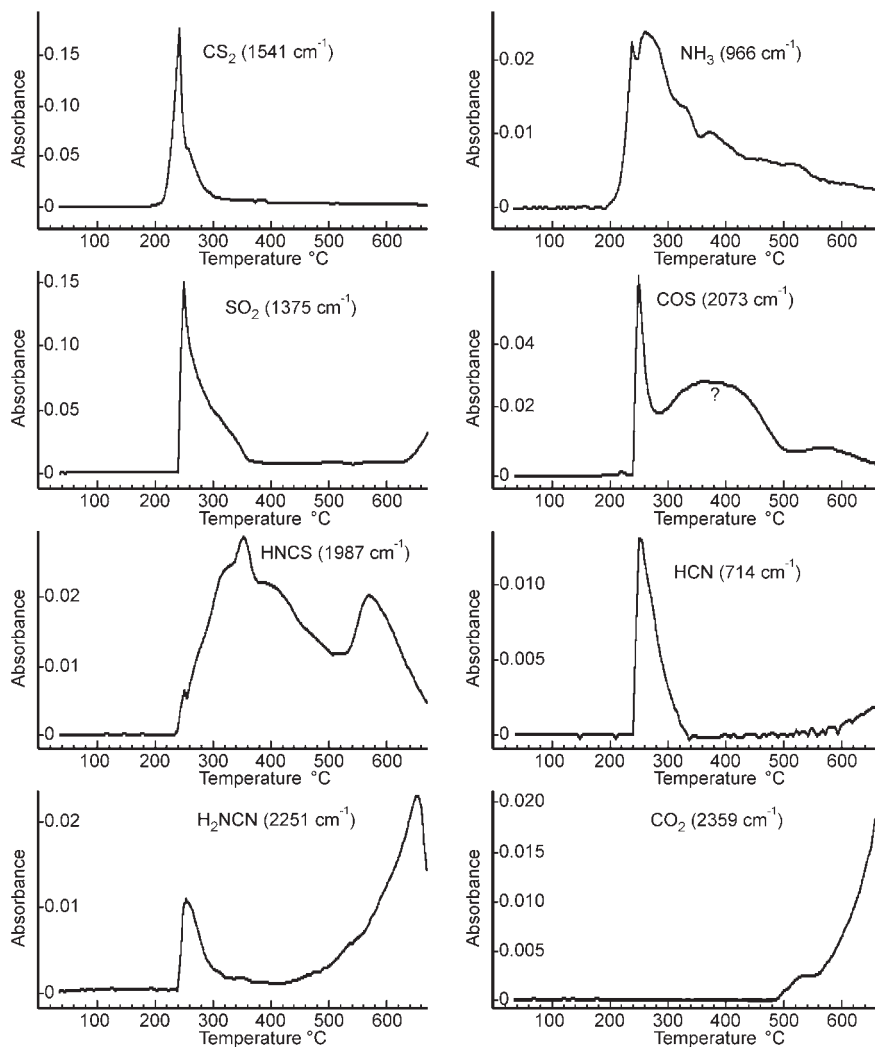 CS2 (1541 cm-1)
Absorbance
0.15
0.10
0.05
0
100 200 300 400 500 600
Temperature °C
NH3 (966 cm-1)
Absorbance
0.02
0.01
0
100 200 300 400 500 600
Temperature °C
SO2 (1375 cm-1)
Absorbance
0.15
0.10
0.05
0
100 200 300 400 500 600
Temperature °C
COS (2073 cm-1)
Absorbance
0.04
?
0.02
0
100 200 300 400 500 600
Temperature °C
HNCS (1987 cm-1)
Absorbance
0.02
0.01
0
100 200 300 400 500 600
Temperature °C
HCN (714 cm-1)
Absorbance
0.010
0.005
0
100 200 300 400 500 600
Temperature °C
H2NCN (2251 cm-1)
Absorbance
0.02
0.01
0
100 200 300 400 500 600
Temperature °C
CO2 (2359 cm-1)
Absorbance
0.020
0.015
0.010
0.005
0
100 200 300 400 500 600
Temperature °C